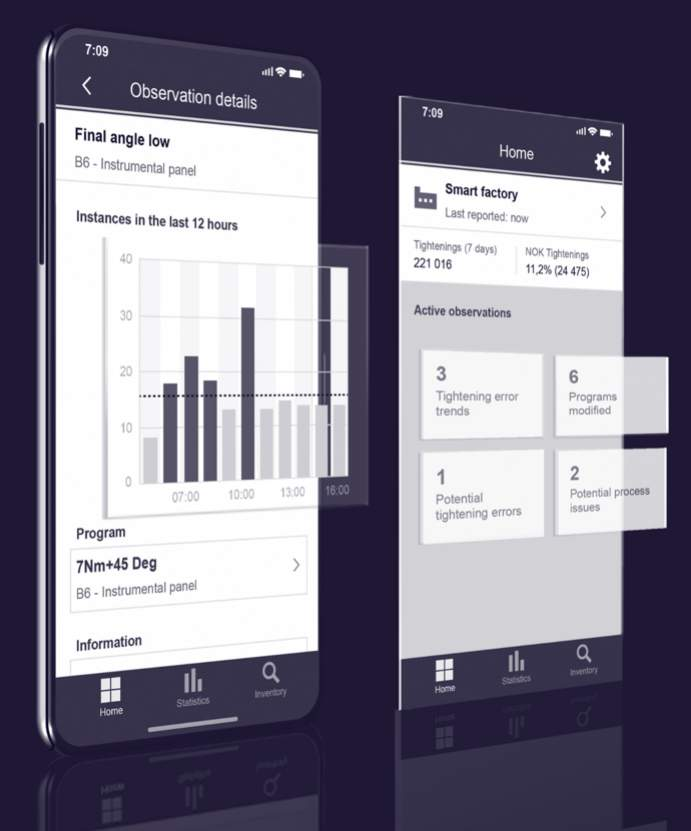 7:09
Observation details
Final angle low
B6 - Instrumental panel
Instances in the last 12 hours
40
30
20
10
0
07:00 10:00 13:00 16:00
Program
7Nm+45 Deg
B6 - Instrumental panel
Information
Home Statistics Inventory
7:09
Home
Smart factory
Last reported: now
Tightenings (7 days)
221 016
NOK Tightenings
11,2% (24 475)
Active observations
3
Tightening error
trends
6
Programs
modified
1
Potential
tightening errors
2
Potential process
issues
Home Statistics Inventory